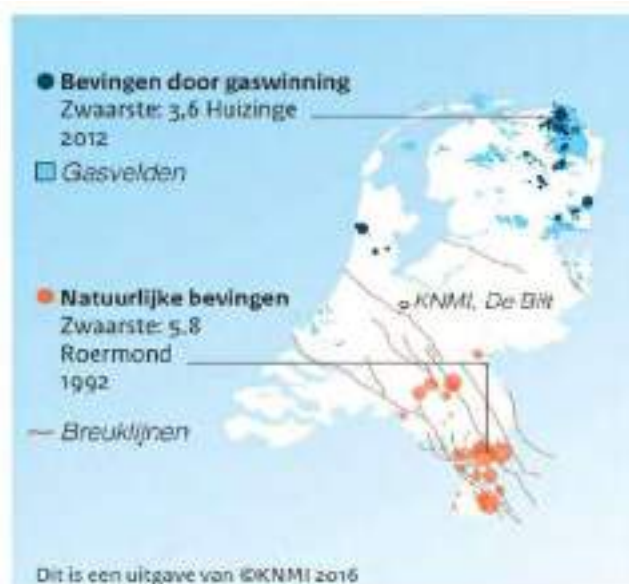 Bevingen door gaswinning
Zwaarste: 3,6 Huizinge
2012
Gasvelden
Natuurlijke bevingen
Zwaarste: 5.8
Roermond
1992
Breuklijnen
KNMI, De Bilt
Dit is een uitgave van ©KNMI 2016